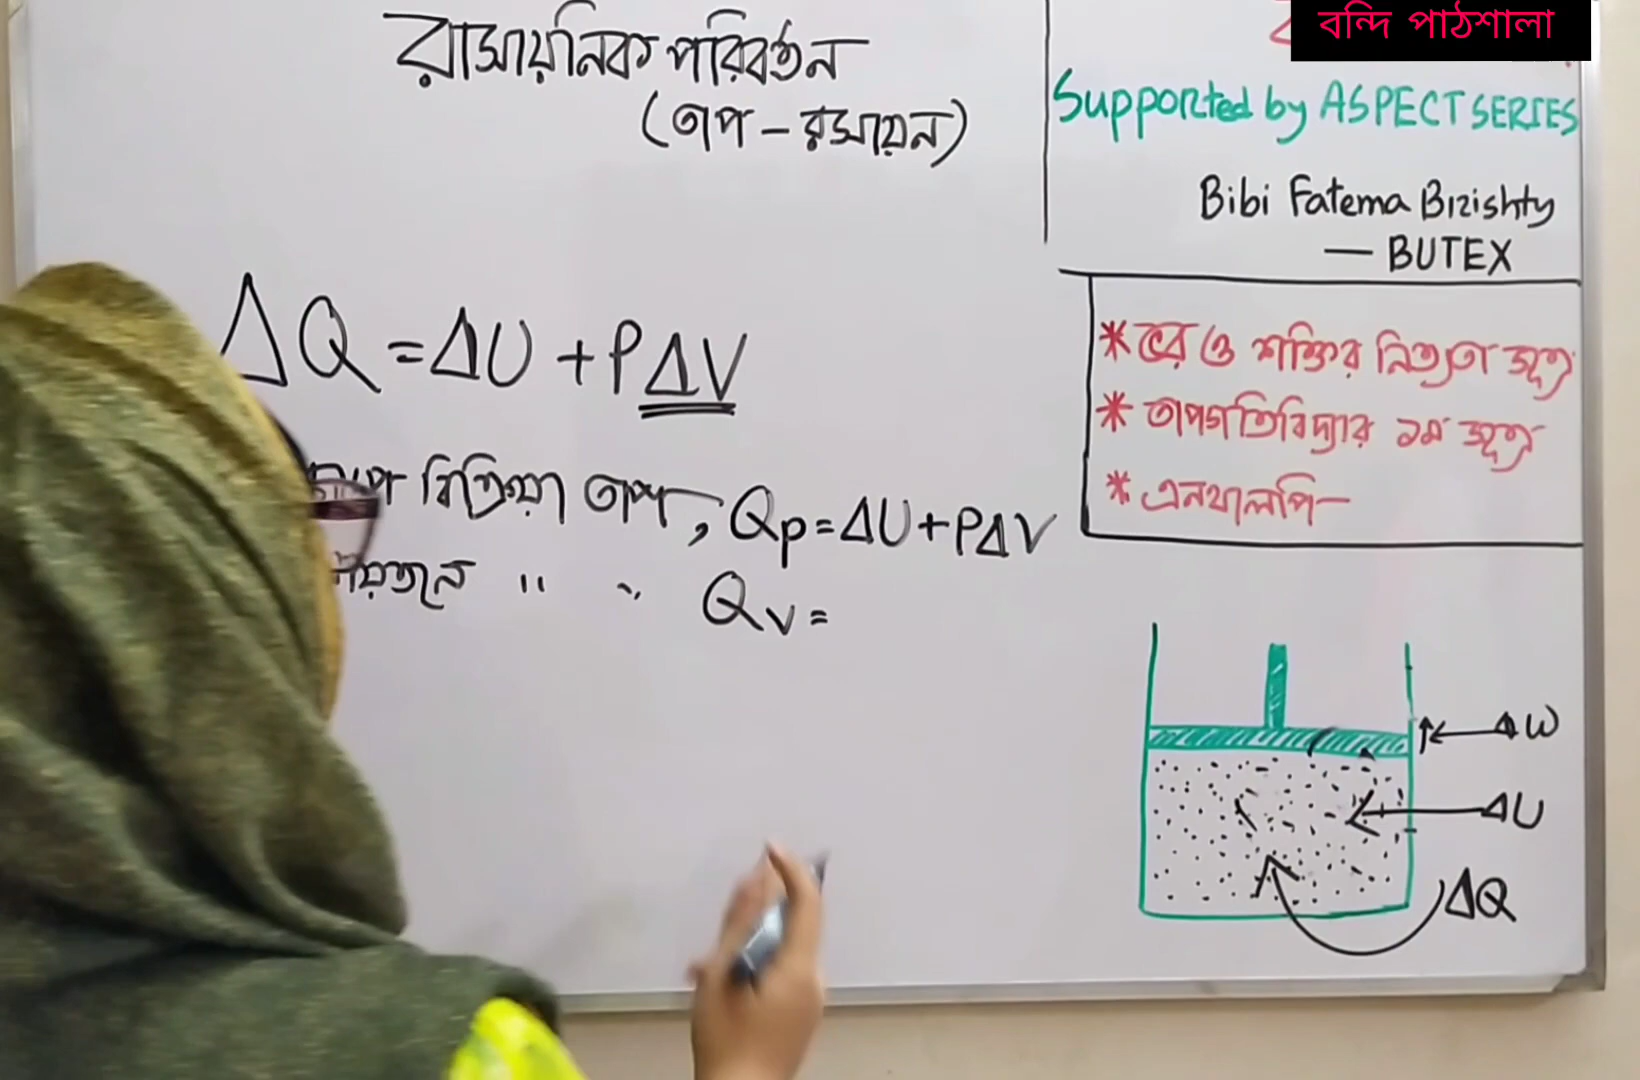 রাসায়নিক পরিবর্তন
(তাপ – রসায়ন)
বন্দি পাঠশালা
Supported by ASPECT SERIES
Bibi Fatema Brishty
— BUTEX
* ভর ও শক্তির নিত্যতা সূত্র
* তাপগতিবিদ্যার ১ম সূত্র
* এনথালপি–
ΔQ = ΔU + PΔV
বিক্রিয়া তাপ, Qp = ΔU + PΔV
" " Qv =
ΔW
ΔU
ΔQ